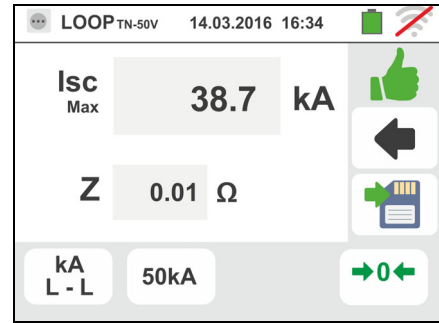 LOOP TN-50V 14.03.2016 16:34
Isc
Max
38.7 kA
Z 0.01 Ω
kA
L - L
50kA
0